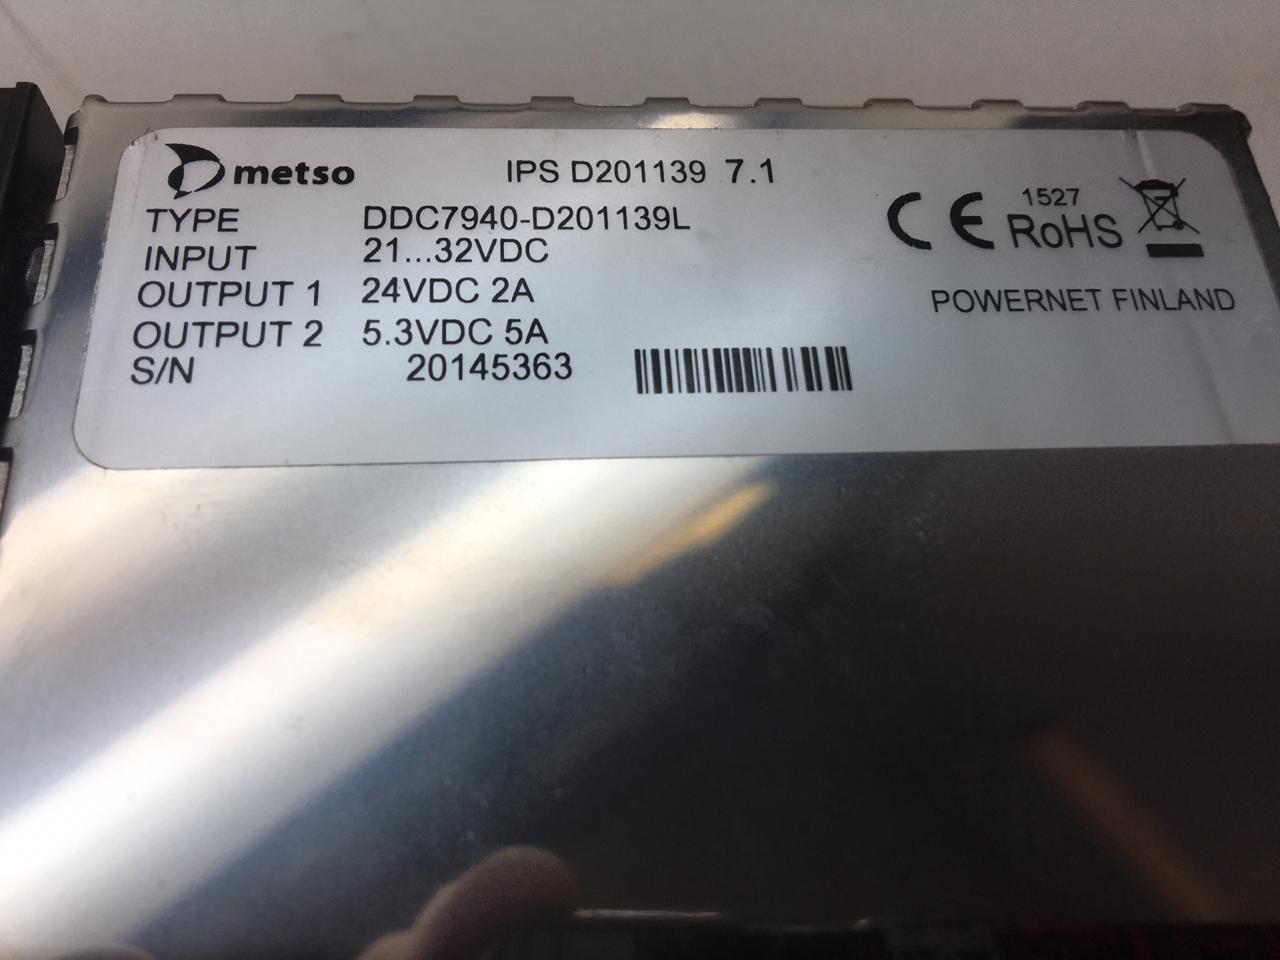 metso IPS D201139 7.1
TYPE DDC7940-D201139L
INPUT 21...32VDC
OUTPUT 1 24VDC 2A
OUTPUT 2 5.3VDC 5A
S/N 20145363
CE 1527
RoHS
POWERNET FINLAND